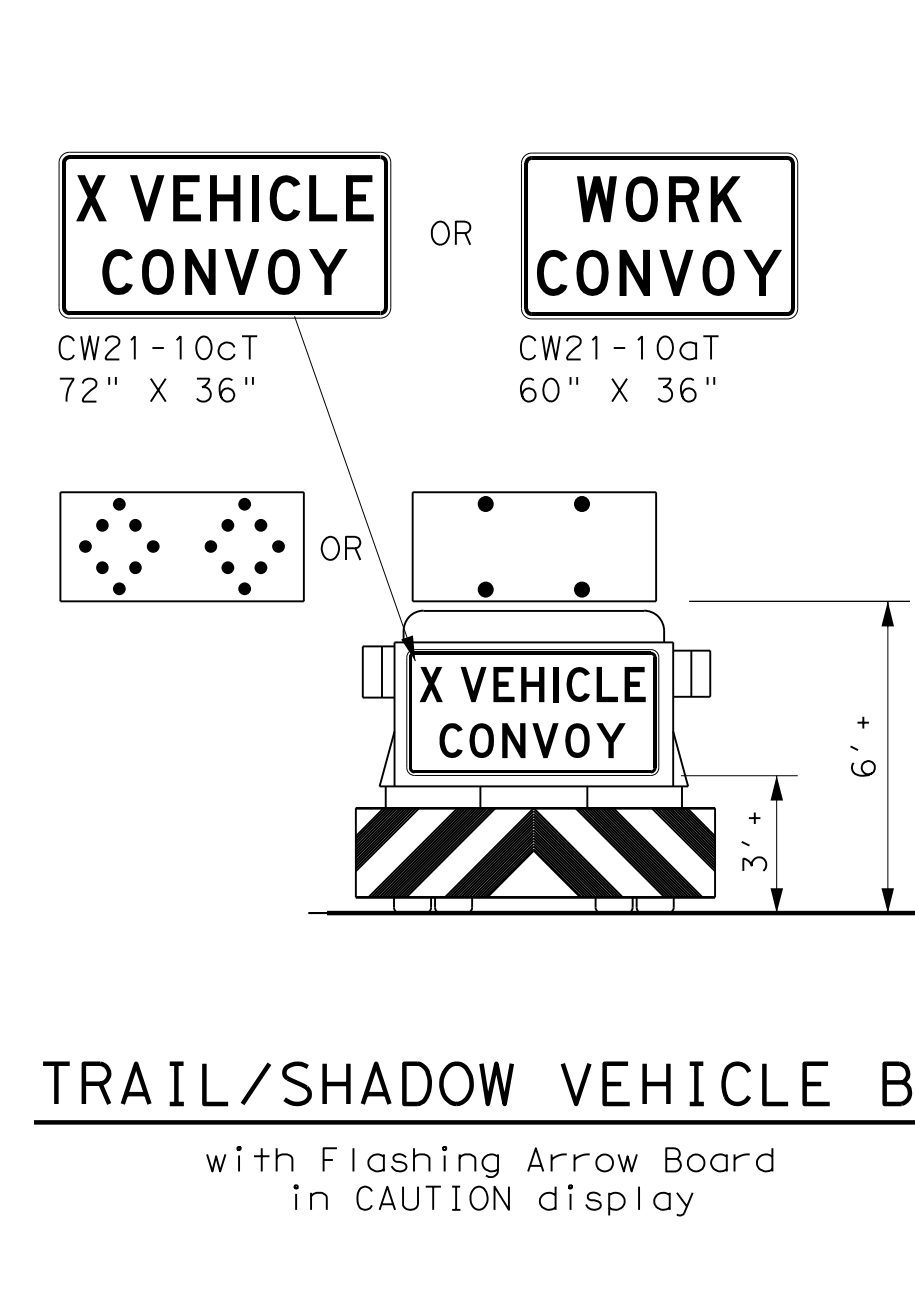 X VEHICLE
CONVOY
OR
WORK
CONVOY
CW21-10cT
72" X 36"
CW21-10aT
60" X 36"
OR
X VEHICLE
CONVOY
6' +
3' +
TRAIL/SHADOW VEHICLE B
with Flashing Arrow Board
in CAUTION display